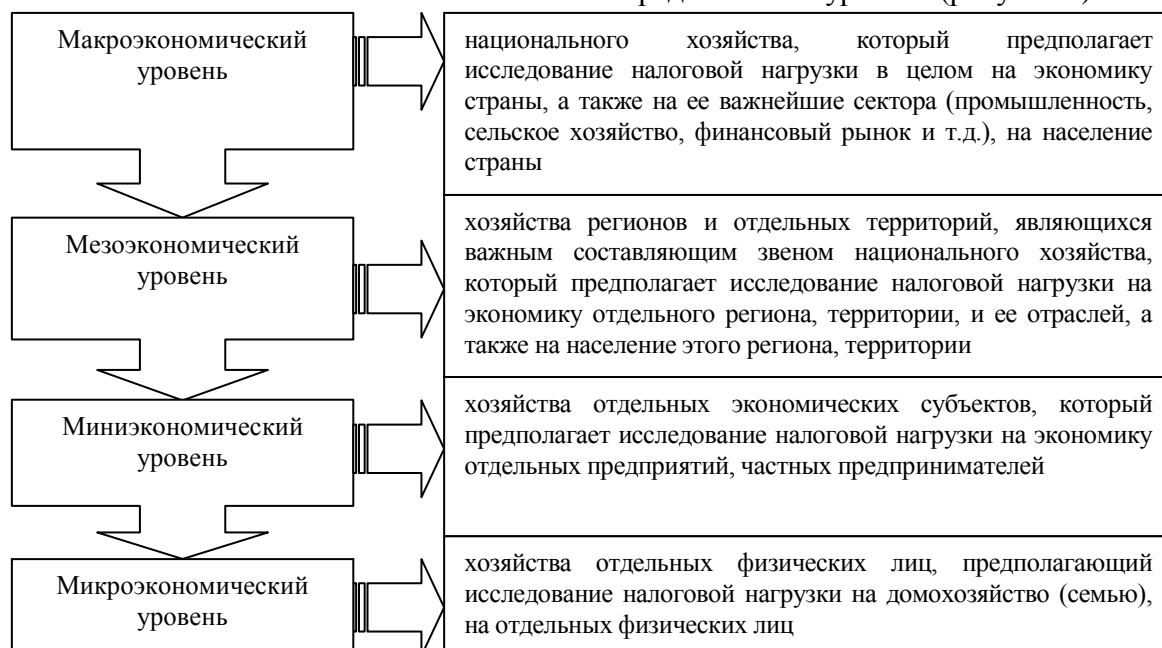 Макроэкономический
уровень
национального хозяйства, который предполагает
исследование налоговой нагрузки в целом на экономику
страны, а также на ее важнейшие сектора (промышленность,
сельское хозяйство, финансовый рынок и т.д.), на население
страны
Мезоэкономический
уровень
хозяйства регионов и отдельных территорий, являющихся
важным составляющим звеном национального хозяйства,
который предполагает исследование налоговой нагрузки на
экономику отдельного региона, территории, и ее отраслей, а
также на население этого региона, территории
Миниэкономический
уровень
хозяйства отдельных экономических субъектов, который
предполагает исследование налоговой нагрузки на экономику
отдельных предприятий, частных предпринимателей
Микроэкономический
уровень
хозяйства отдельных физических лиц, предполагающий
исследование налоговой нагрузки на домохозяйство (семью),
на отдельных физических лиц